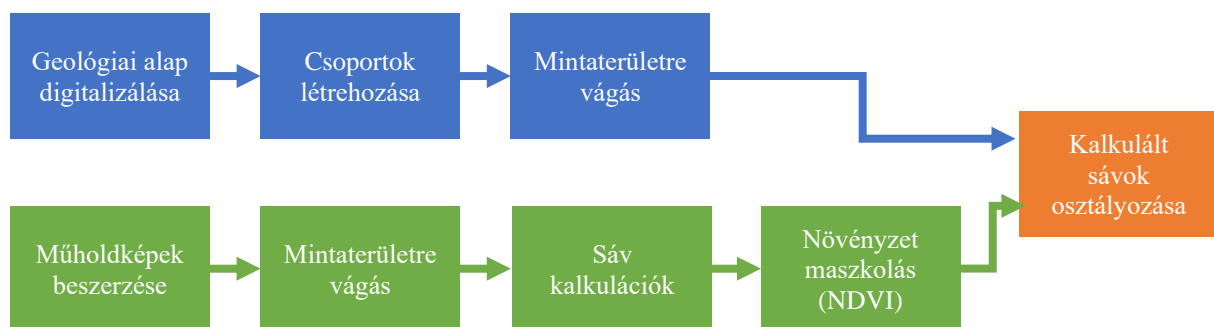 Geológiai alap
digitalizálása
Csoportok
létrehozása
Mintaterületre
vágás
Kalkulált
sávok
osztályozása
Műholdképek
beszerzése
Mintaterületre
vágás
Sáv
kalkulációk
Növényzet
maszkolás
(NDVI)